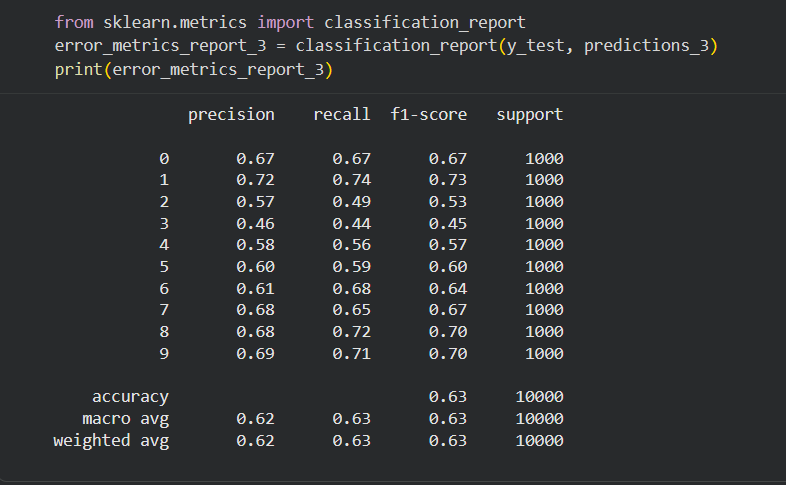 from sklearn.metrics import classification_report
error_metrics_report_3 = classification_report(y_test, predictions_3)
print(error_metrics_report_3)
precision recall f1-score support
0 0.67 0.67 0.67 1000
1 0.72 0.74 0.73 1000
2 0.57 0.49 0.53 1000
3 0.46 0.44 0.45 1000
4 0.58 0.56 0.57 1000
5 0.60 0.59 0.60 1000
6 0.61 0.68 0.64 1000
7 0.68 0.65 0.67 1000
8 0.68 0.72 0.70 1000
9 0.69 0.71 0.70 1000
accuracy 0.63 10000
macro avg 0.62 0.63 0.63 10000
weighted avg 0.62 0.63 0.63 10000